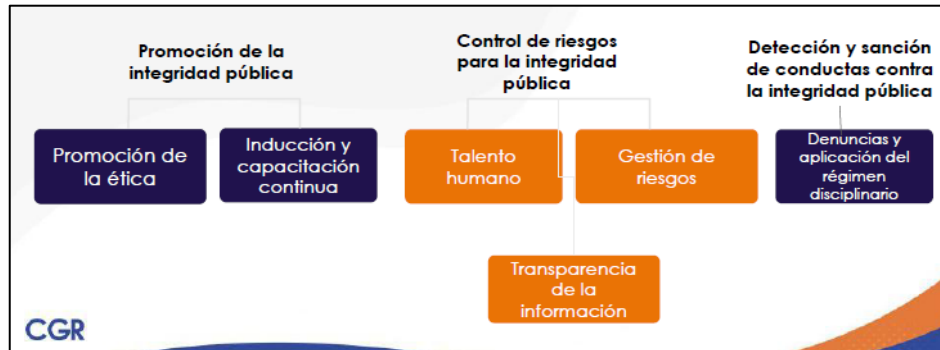 Promoción de la
integridad pública
Control de riesgos
para la integridad
pública
Detección y sanción
de conductas contra
la integridad pública
Promoción de
la ética
Inducción y
capacitación
continua
Talento
humano
Gestión de
riesgos
Denuncias y
aplicación del
régimen
disciplinario
Transparencia
de la
información
CGR